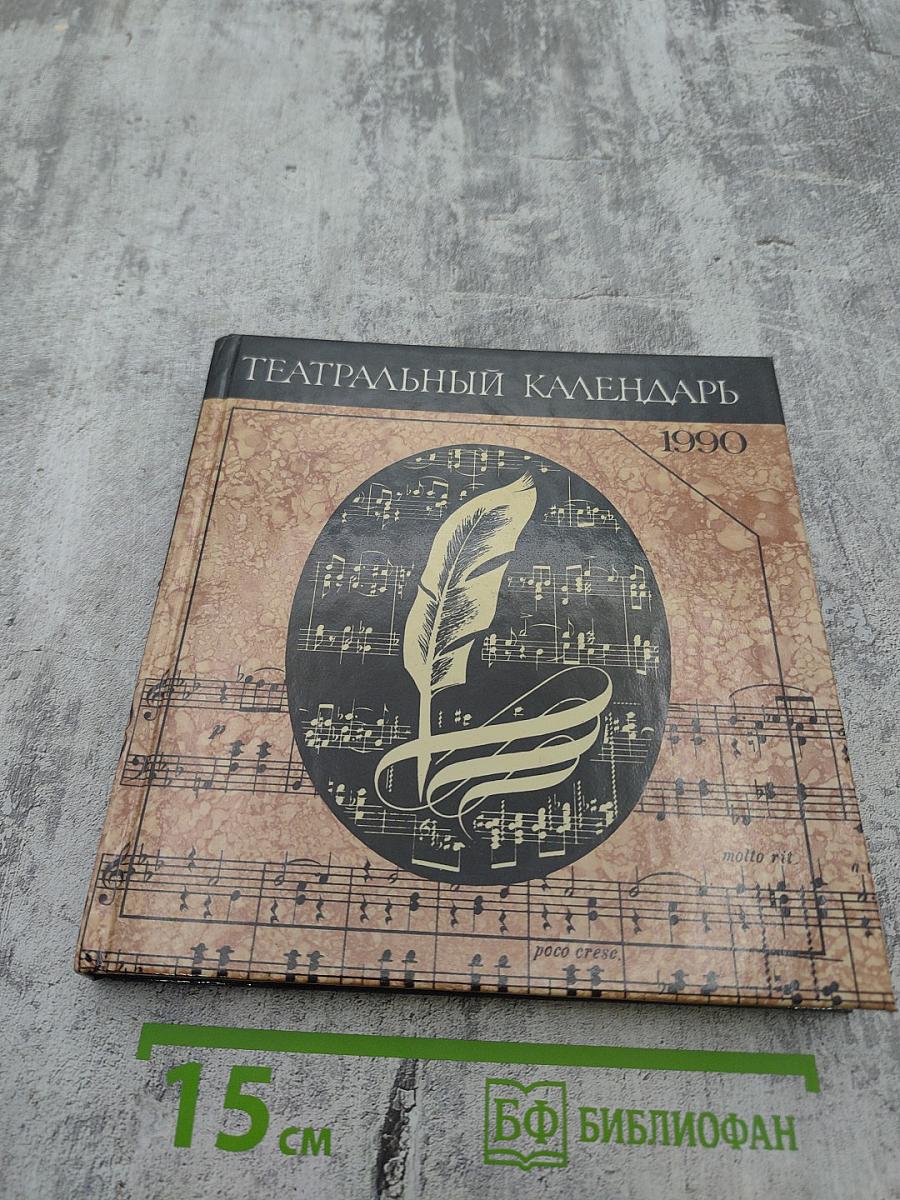 ТЕАТРАЛЬНЫЙ КАЛЕНДАРЬ
1990
p
molto rit.
poco cresc.
15 см
БФ БИБЛИОФАН